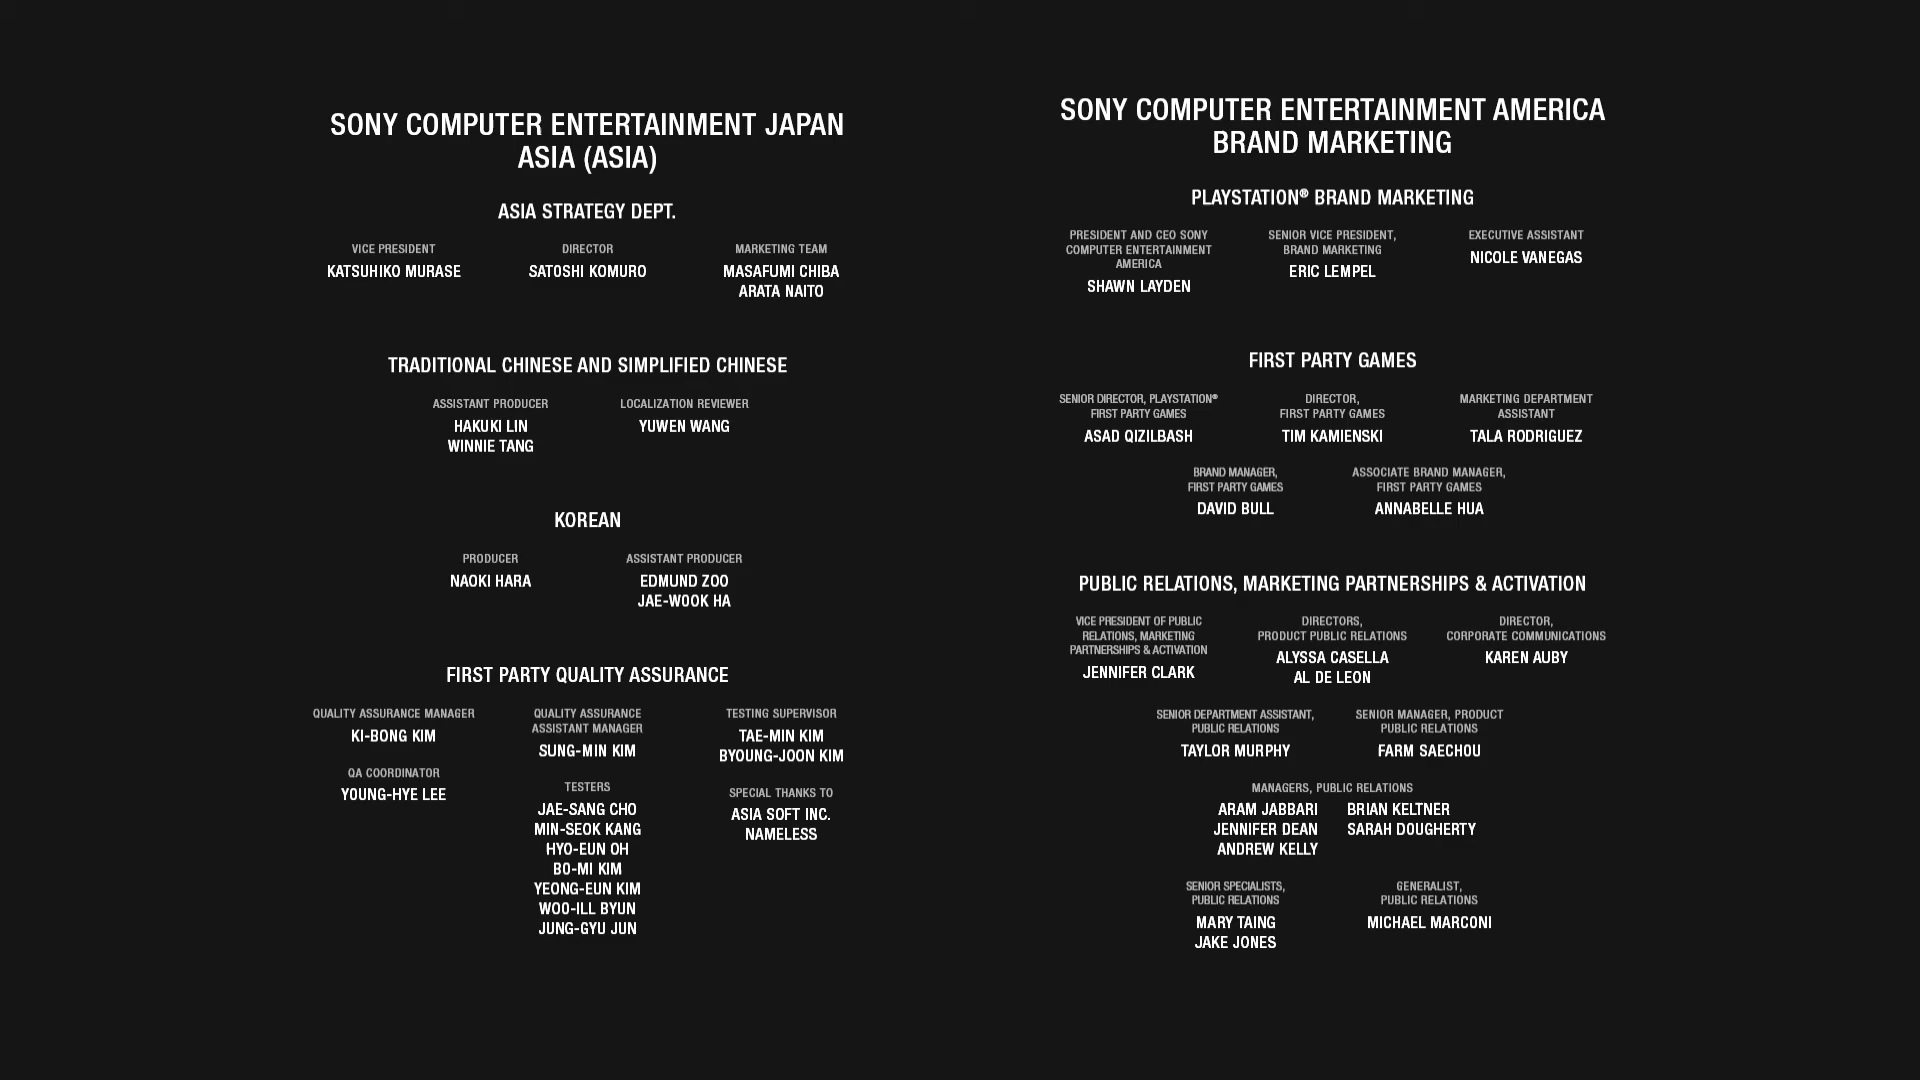 SONY COMPUTER ENTERTAINMENT JAPAN
ASIA (ASIA)
ASIA STRATEGY DEPT.
VICE PRESIDENT
KATSUHIKO MURASE
DIRECTOR
SATOSHI KOMURO
MARKETING TEAM
MASAFUMI CHIBA
ARATA NAITO
TRADITIONAL CHINESE AND SIMPLIFIED CHINESE
ASSISTANT PRODUCER
HAKUKI LIN
WINNIE TANG
LOCALIZATION REVIEWER
YUWEN WANG
KOREAN
PRODUCER
NAOKI HARA
ASSISTANT PRODUCER
EDMUND ZOO
JAE-WOOK HA
FIRST PARTY QUALITY ASSURANCE
QUALITY ASSURANCE MANAGER
KI-BONG KIM
QA COORDINATOR
YOUNG-HYE LEE
QUALITY ASSURANCE
ASSISTANT MANAGER
SUNG-MIN KIM
TESTERS
JAE-SANG CHO
MIN-SEOK KANG
HYO-EUN OH
BO-MI KIM
YEONG-EUN KIM
WOO-ILL BYUN
JUNG-GYU JUN
TESTING SUPERVISOR
TAE-MIN KIM
BYOUNG-JOON KIM
SPECIAL THANKS TO
ASIA SOFT INC.
NAMELESS
SONY COMPUTER ENTERTAINMENT AMERICA
BRAND MARKETING
PLAYSTATION® BRAND MARKETING
PRESIDENT AND CEO SONY
COMPUTER ENTERTAINMENT
AMERICA
SHAWN LAYDEN
SENIOR VICE PRESIDENT,
BRAND MARKETING
ERIC LEMPEL
EXECUTIVE ASSISTANT
NICOLE VANEGAS
FIRST PARTY GAMES
SENIOR DIRECTOR, PLAYSTATION®
FIRST PARTY GAMES
ASAD QIZILBASH
DIRECTOR,
FIRST PARTY GAMES
TIM KAMIENSKI
MARKETING DEPARTMENT
ASSISTANT
TALA RODRIGUEZ
BRAND MANAGER,
FIRST PARTY GAMES
DAVID BULL
ASSOCIATE BRAND MANAGER,
FIRST PARTY GAMES
ANNABELLE HUA
PUBLIC RELATIONS, MARKETING PARTNERSHIPS & ACTIVATION
VICE PRESIDENT OF PUBLIC
RELATIONS, MARKETING
PARTNERSHIPS & ACTIVATION
JENNIFER CLARK
DIRECTORS,
PRODUCT PUBLIC RELATIONS
ALYSSA CASELLA
AL DE LEON
DIRECTOR,
CORPORATE COMMUNICATIONS
KAREN AUBY
SENIOR DEPARTMENT ASSISTANT,
PUBLIC RELATIONS
TAYLOR MURPHY
SENIOR MANAGER, PRODUCT
PUBLIC RELATIONS
FARM SAECHOU
MANAGERS, PUBLIC RELATIONS
ARAM JABBARI
JENNIFER DEAN
ANDREW KELLY
BRIAN KELTNER
SARAH DOUGHERTY
SENIOR SPECIALISTS,
PUBLIC RELATIONS
MARY TAING
JAKE JONES
GENERALIST,
PUBLIC RELATIONS
MICHAEL MARCONI